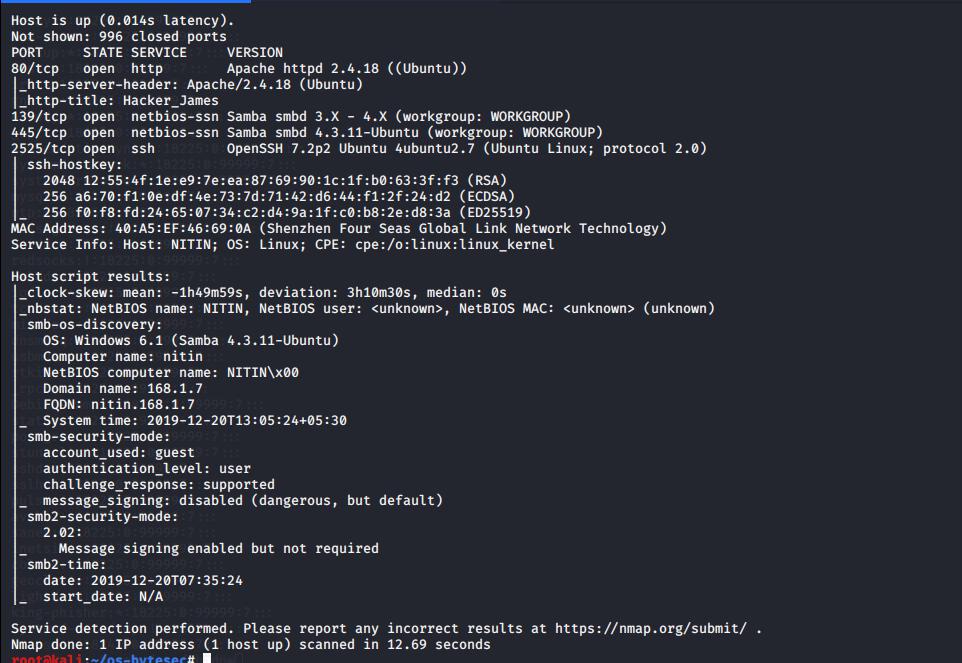 Host is up (0.014s latency).
Not shown: 996 closed ports
PORT     STATE SERVICE     VERSION
80/tcp   open  http        Apache httpd 2.4.18 ((Ubuntu))
|_http-server-header: Apache/2.4.18 (Ubuntu)
|_http-title: Hacker_James
139/tcp  open  netbios-ssn Samba smbd 3.X - 4.X (workgroup: WORKGROUP)
445/tcp  open  netbios-ssn Samba smbd 4.3.11-Ubuntu (workgroup: WORKGROUP)
2525/tcp open  ssh         OpenSSH 7.2p2 Ubuntu 4ubuntu2.7 (Ubuntu Linux; protocol 2.0)
| ssh-hostkey:
|   2048 12:55:4f:1e:e9:7e:ea:87:69:90:1c:1f:b0:63:3f:f3 (RSA)
|   256 a6:70:f1:0e:df:4e:73:7d:71:42:d6:44:f1:2f:24:d2 (ECDSA)
|_  256 f0:f8:fd:24:65:07:34:c2:d4:9a:1f:c0:b8:2e:d8:3a (ED25519)
MAC Address: 40:A5:EF:46:69:0A (Shenzhen Four Seas Global Link Network Technology)
Service Info: Host: NITIN; OS: Linux; CPE: cpe:/o:linux:linux_kernel
Host script results:
|_clock-skew: mean: -1h49m59s, deviation: 3h10m30s, median: 0s
|_nbstat: NetBIOS name: NITIN, NetBIOS user: <unknown>, NetBIOS MAC: <unknown> (unknown)
| smb-os-discovery:
|   OS: Windows 6.1 (Samba 4.3.11-Ubuntu)
|   Computer name: nitin
|   NetBIOS computer name: NITIN\x00
|   Domain name: 168.1.7
|   FQDN: nitin.168.1.7
|_  System time: 2019-12-20T13:05:24+05:30
| smb-security-mode:
|   account_used: guest
|   authentication_level: user
|   challenge_response: supported
|_  message_signing: disabled (dangerous, but default)
| smb2-security-mode:
|   2.02:
|_    Message signing enabled but not required
| smb2-time:
|   date: 2019-12-20T07:35:24
|_  start_date: N/A
Service detection performed. Please report any incorrect results at https://nmap.org/submit/ .
Nmap done: 1 IP address (1 host up) scanned in 12.69 seconds
root@kali:~/os-bytesec#